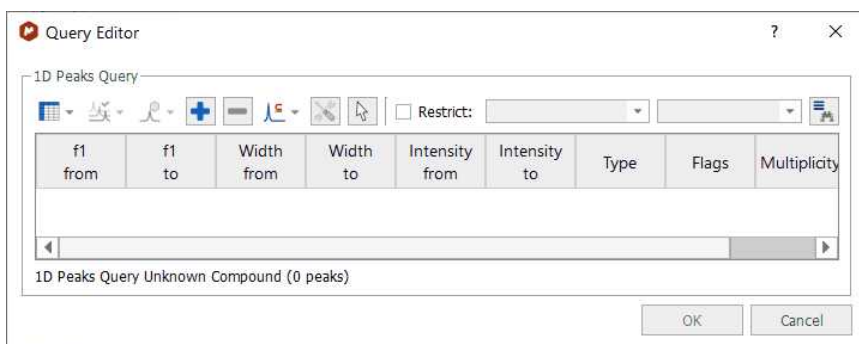 Query Editor
1D Peaks Query
Restrict:
f1 from
f1 to
Width from
Width to
Intensity from
Intensity to
Type
Flags
Multiplicity
1D Peaks Query Unknown Compound (0 peaks)
OK
Cancel